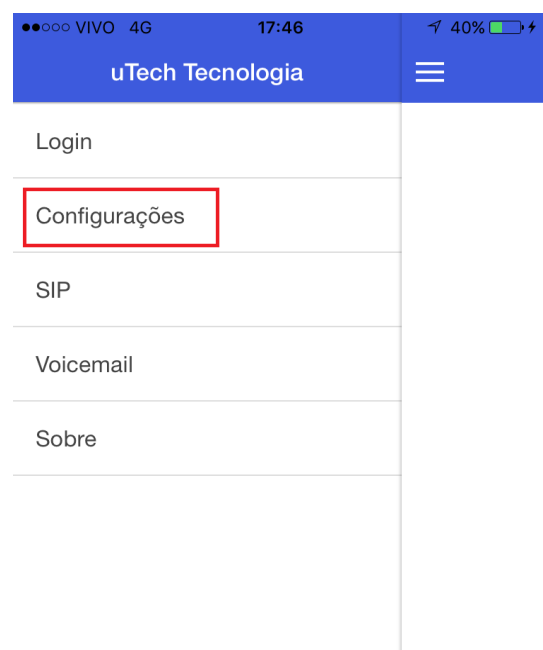 VIVO 4G 17:46 40%
uTech Tecnologia
Login
Configurações
SIP
Voicemail
Sobre